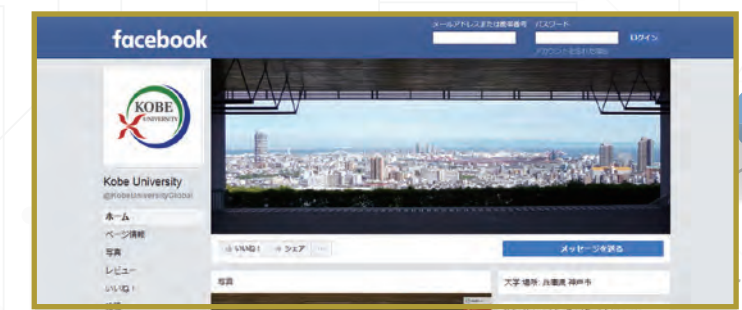 facebook
メールアドレスまたは携帯番号 パスワード
ログイン
アカウントを忘れた場合
KOBE
UNIVERSITY
Kobe University
@KobeUniversityGlobal
ホーム
ページ情報
写真
レビュー
いいね!
いいね! シェア ...
メッセージを送る
写真
大学 場所: 兵庫県 神戸市